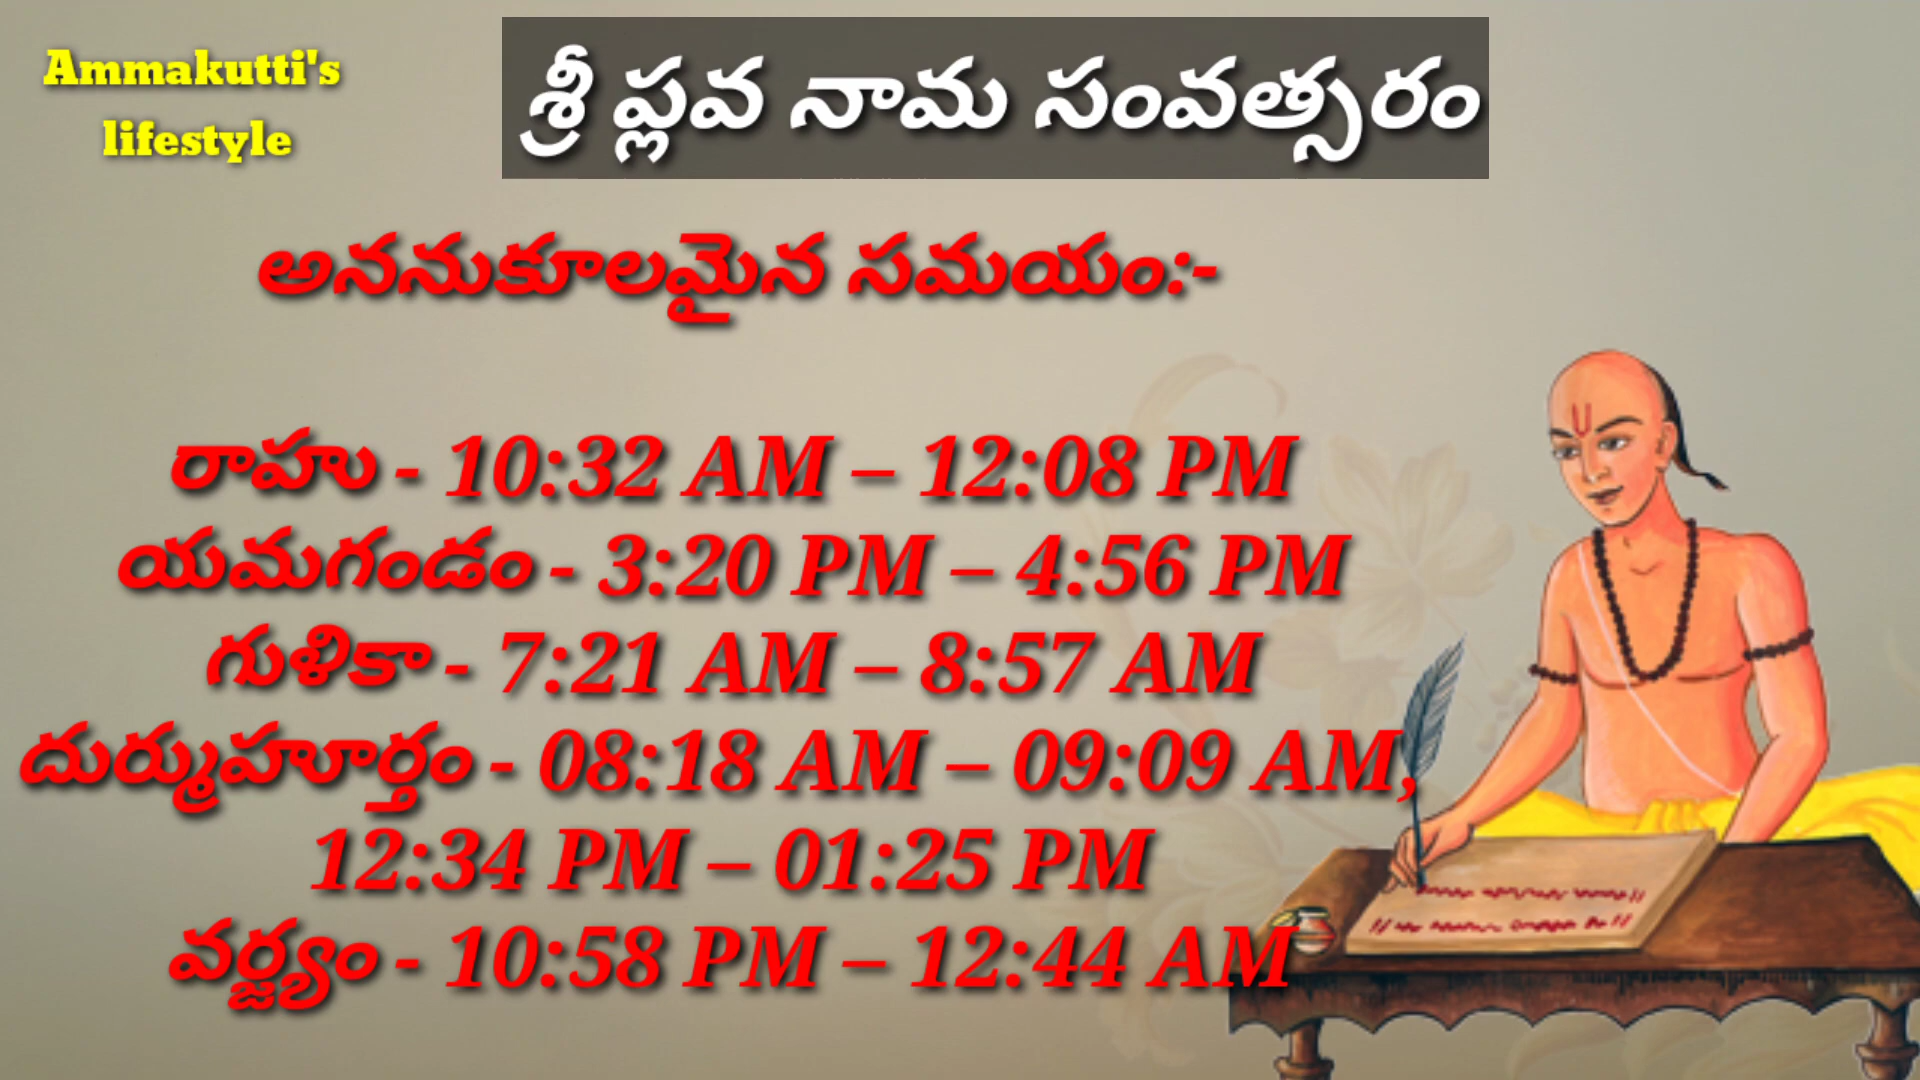 Ammakutti's
lifestyle
శ్రీ ప్లవ నామ సంవత్సరం
అననుకూలమైన సమయం:-
రాహు - 10:32 AM – 12:08 PM
యమగండం - 3:20 PM – 4:56 PM
గుళికా - 7:21 AM – 8:57 AM
దుర్ముహూర్తం - 08:18 AM – 09:09 AM,
12:34 PM – 01:25 PM
వర్జ్యం - 10:58 PM – 12:44 AM